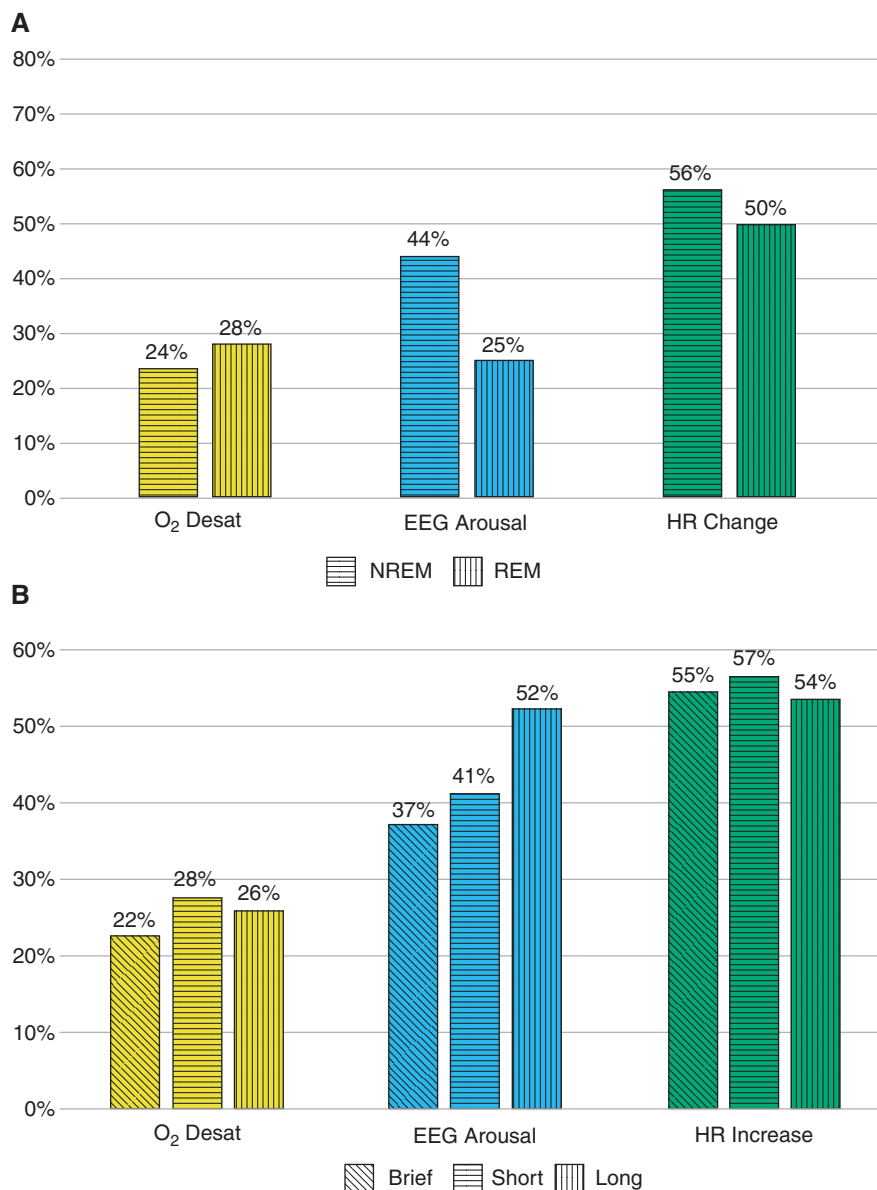 A
80%
70%
60%
50%
40%
30%
20%
10%
0%
24%
28%
44%
25%
56%
50%
O₂ Desat
EEG Arousal
HR Change
NREM
REM
B
60%
50%
40%
30%
20%
10%
0%
22%
28%
26%
37%
41%
52%
55%
57%
54%
O₂ Desat
EEG Arousal
HR Increase
Brief
Short
Long